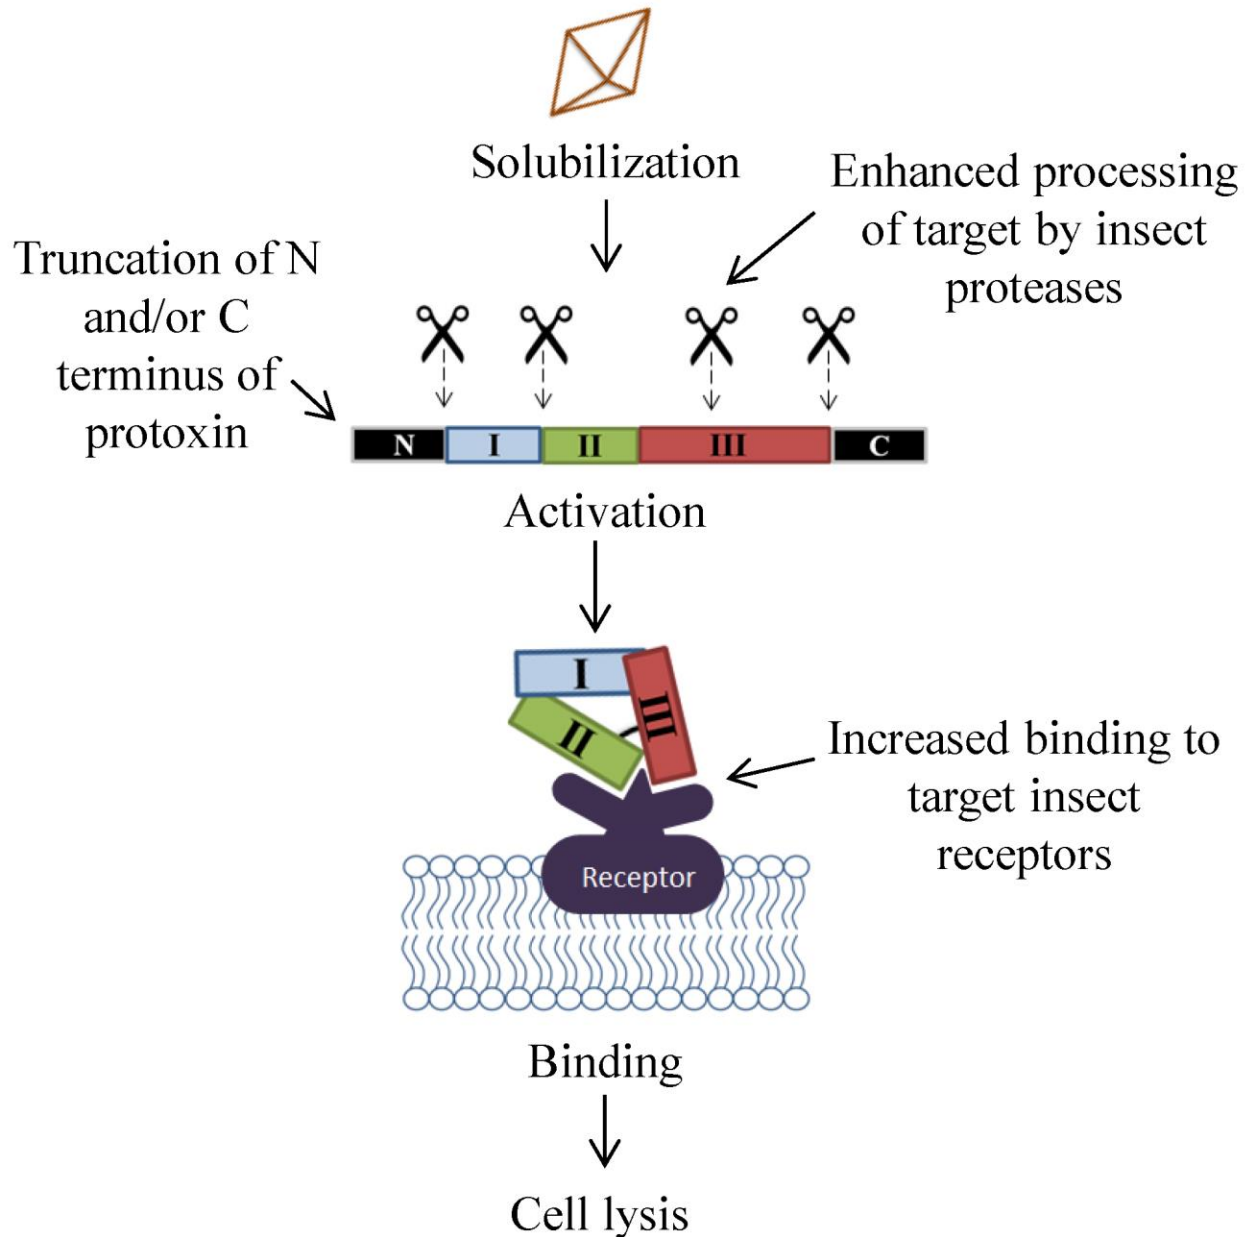 Solubilization
Enhanced processing
of target by insect
proteases
Truncation of N
and/or C
terminus of
protoxin
N I II III C
Activation
I
II
III
Increased binding to
target insect
receptors
Receptor
Binding
Cell lysis